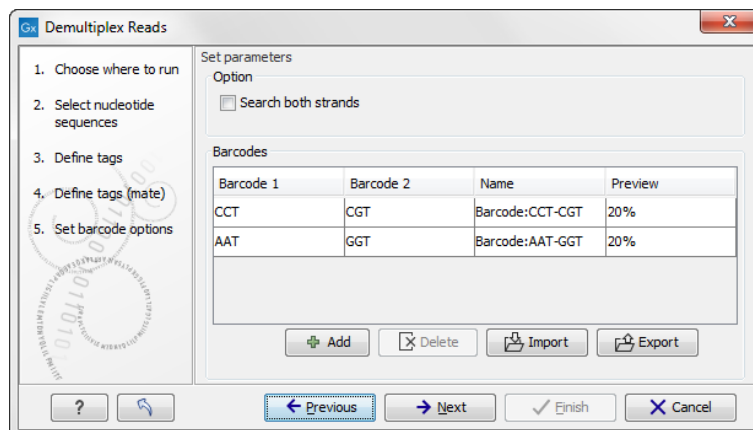 Gx Demultiplex Reads
X
1. Choose where to run
2. Select nucleotide
sequences
3. Define tags
4. Define tags (mate)
5. Set barcode options
Set parameters
Option
Search both strands
Barcodes
Barcode 1 Barcode 2 Name Preview
CCT CGT Barcode:CCT-CGT 20%
AAT GGT Barcode:AAT-GGT 20%
Add Delete Import Export
? Previous Next Finish Cancel